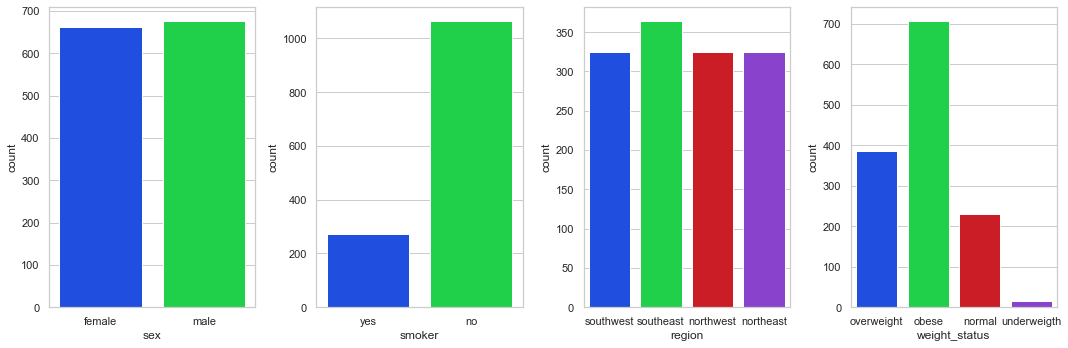 700
600
500
400
300
200
100
0
count
female male
sex
1000
800
600
400
200
0
count
yes no
smoker
350
300
250
200
150
100
50
0
count
southwest southeast northwest northeast
region
700
600
500
400
300
200
100
0
count
overweight obese normal underweigth
weight_status